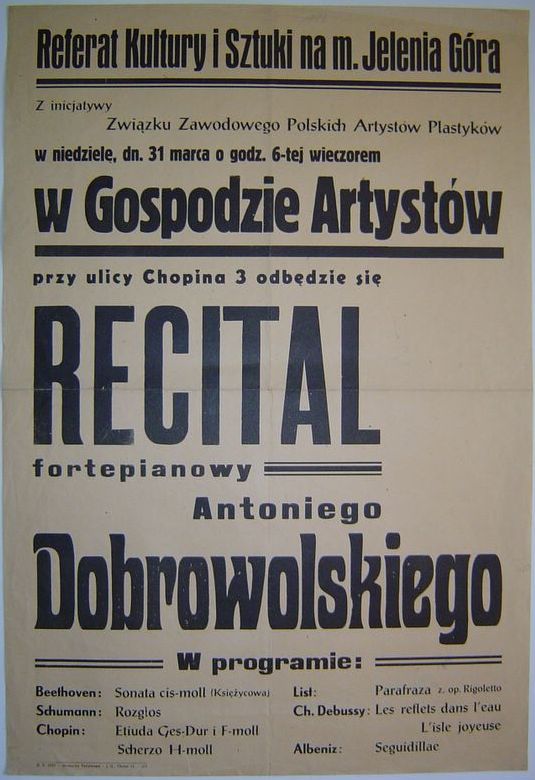 Referat Kultury i Sztuki na m. Jelenia Góra
Z inicjatywy
Związku Zawodowego Polskich Artystów Plastyków
w niedzielę, dn. 31 marca o godz. 6-tej wieczorem
w Gospodzie Artystów
przy ulicy Chopina 3 odbędzie się
RECITAL
fortepianowy
Antoniego
Dobrowolskiego
W programie:
Beethoven: Sonata cis-moll (Księżycowa)
Schumann: Rozglos
Chopin: Etiuda Ges-Dur i F-moll
Scherzo H-moll
List: Parafraza z. op. Rigoletto
Ch. Debussy: Les reflets dans l'eau
L'isle joyeuse
Albeniz: Seguidillae